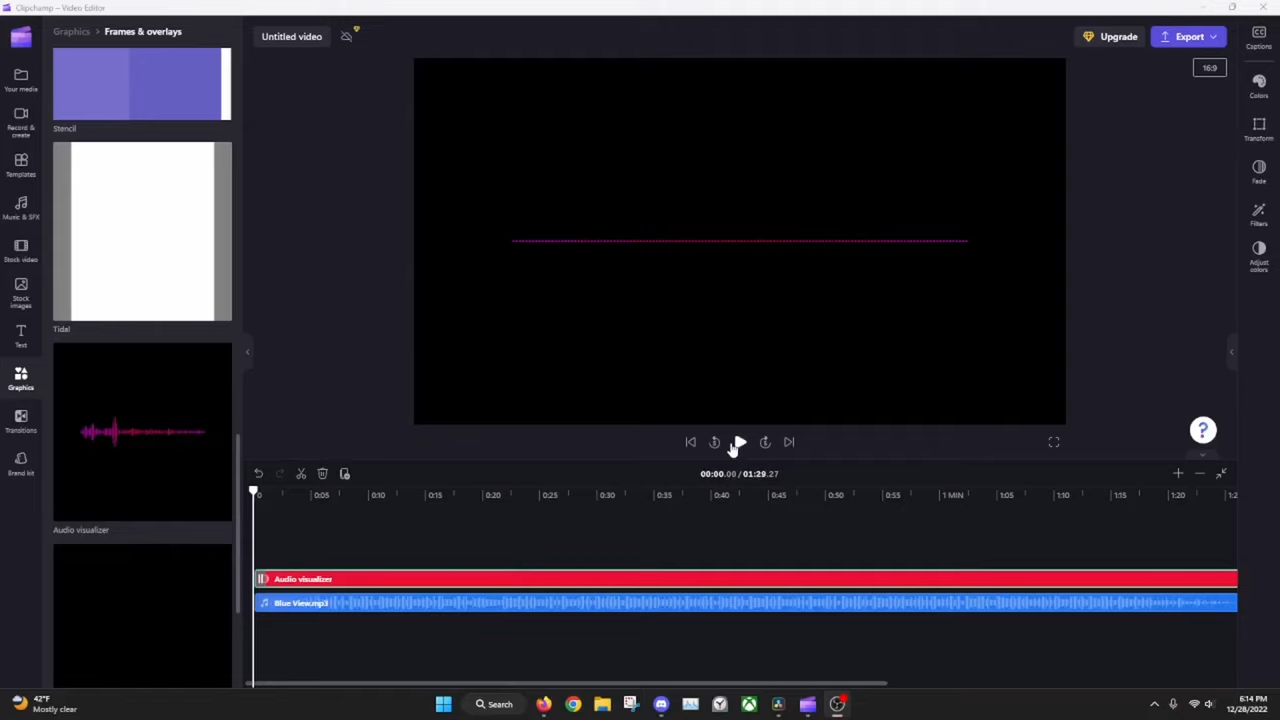 Clipchamp – Video Editor
Graphics > Frames & overlays
Your media
Record &
create
Templates
Music & SFX
Stock video
Stock
images
Text
Graphics
Transitions
Brand kit
Stencil
Tidal
Audio visualizer
Untitled video
Upgrade
Export
16:9
Captions
Colors
Transform
Fade
Filters
Adjust
colors
?
00:00.00 / 01:29.27
0 0:05 0:10 0:15 0:20 0:25 0:30 0:35 0:40 0:45 0:50 0:55 1 MIN 1:05 1:10 1:15 1:20 1:2
Audio visualizer
Blue View.mp3
42°F
Mostly clear
Search
6:14 PM
12/28/2022